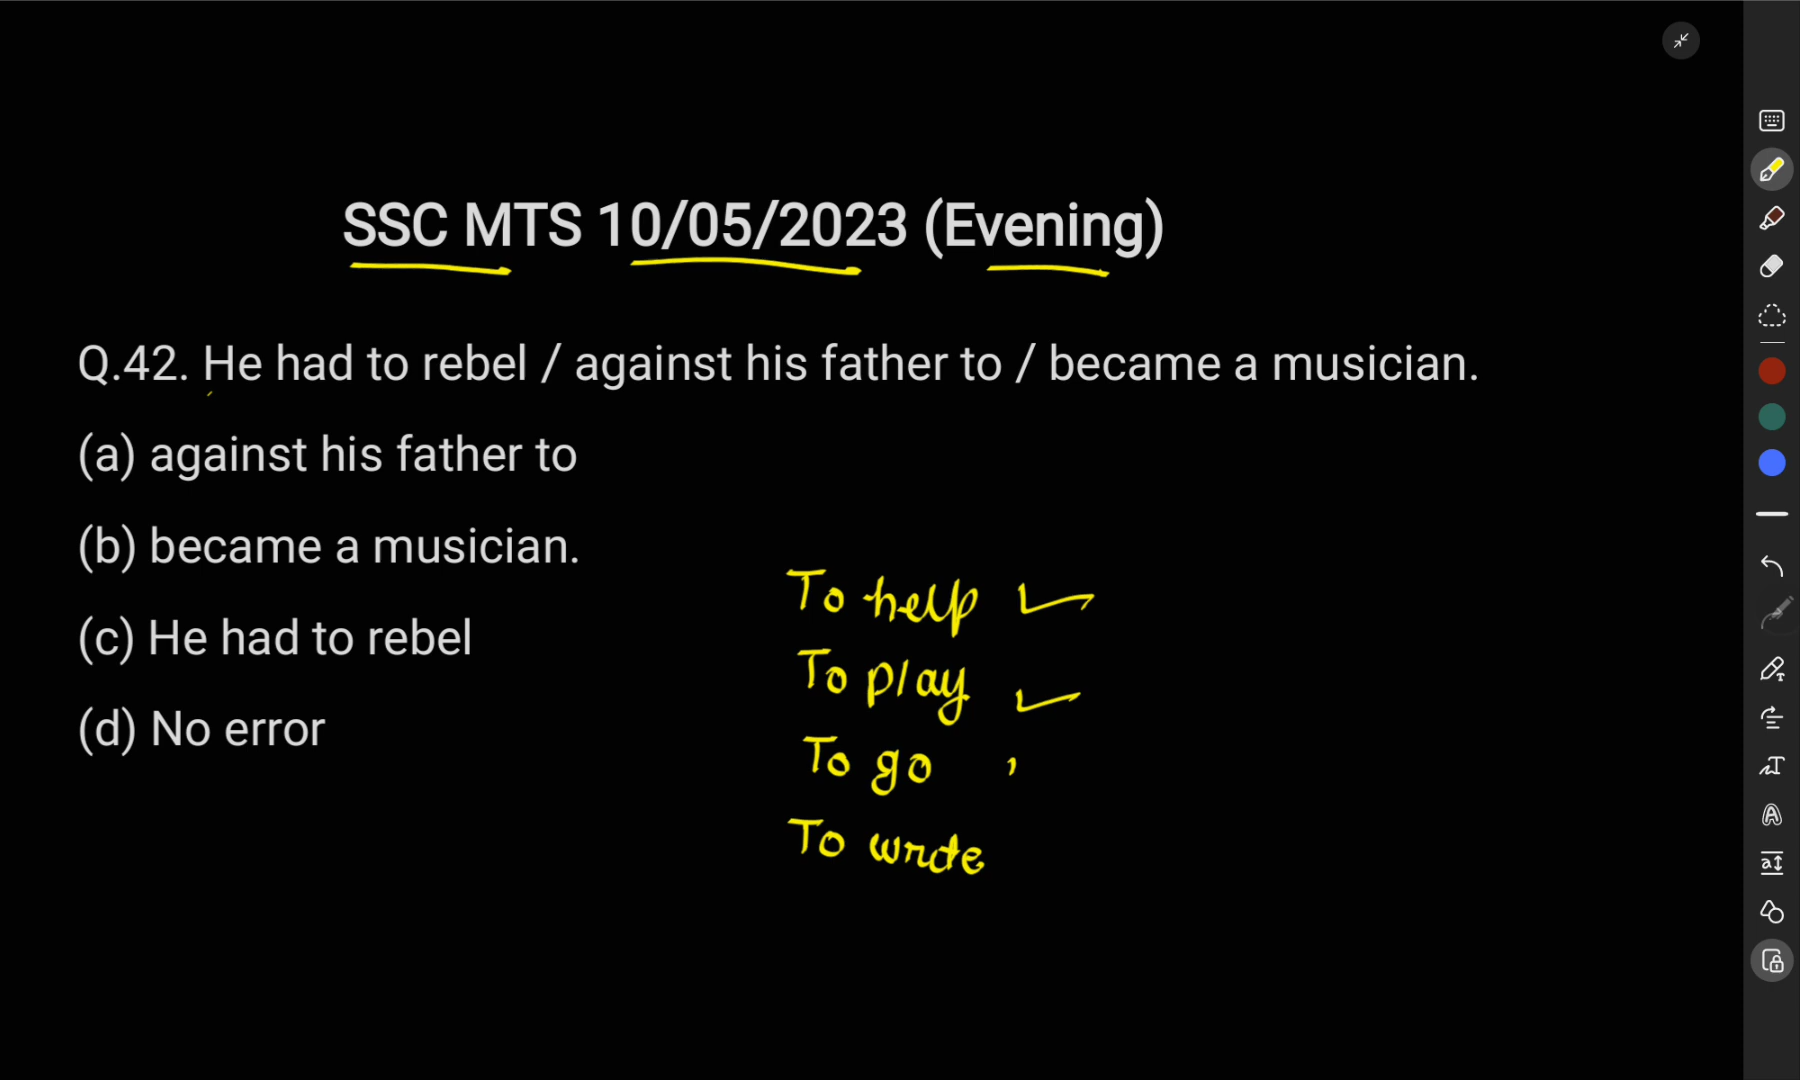 SSC MTS 10/05/2023 (Evening)
Q.42. He had to rebel / against his father to / became a musician.
(a) against his father to
(b) became a musician.
(c) He had to rebel
(d) No error
To help
To play
To go
To write